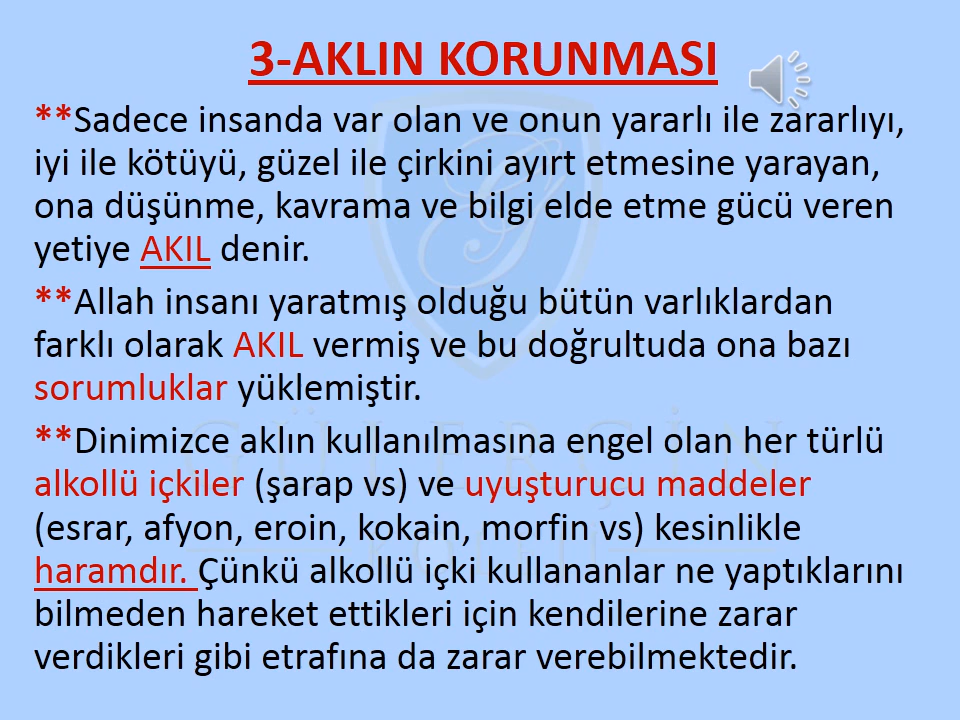 3-AKLIN KORUNMASI
**Sadece insanda var olan ve onun yararlı ile zararlıyı,
iyi ile kötüyü, güzel ile çirkini ayırt etmesine yarayan,
ona düşünme, kavrama ve bilgi elde etme gücü veren
yetiye AKIL denir.
**Allah insanı yaratmış olduğu bütün varlıklardan
farklı olarak AKIL vermiş ve bu doğrultuda ona bazı
sorumluklar yüklemiştir.
**Dinimizce aklın kullanılmasına engel olan her türlü
alkollü içkiler (şarap vs) ve uyuşturucu maddeler
(esrar, afyon, eroin, kokain, morfin vs) kesinlikle
haramdır. Çünkü alkollü içki kullananlar ne yaptıklarını
bilmeden hareket ettikleri için kendilerine zarar
verdikleri gibi etrafına da zarar verebilmektedir.